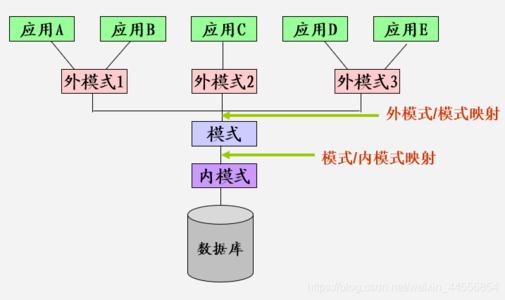 应用A 应用B 应用C 应用D 应用E
外模式1 外模式2 外模式3
外模式/模式映射
模式
模式/内模式映射
内模式
数据库
https://blog.csdn.net/weixin_44556854